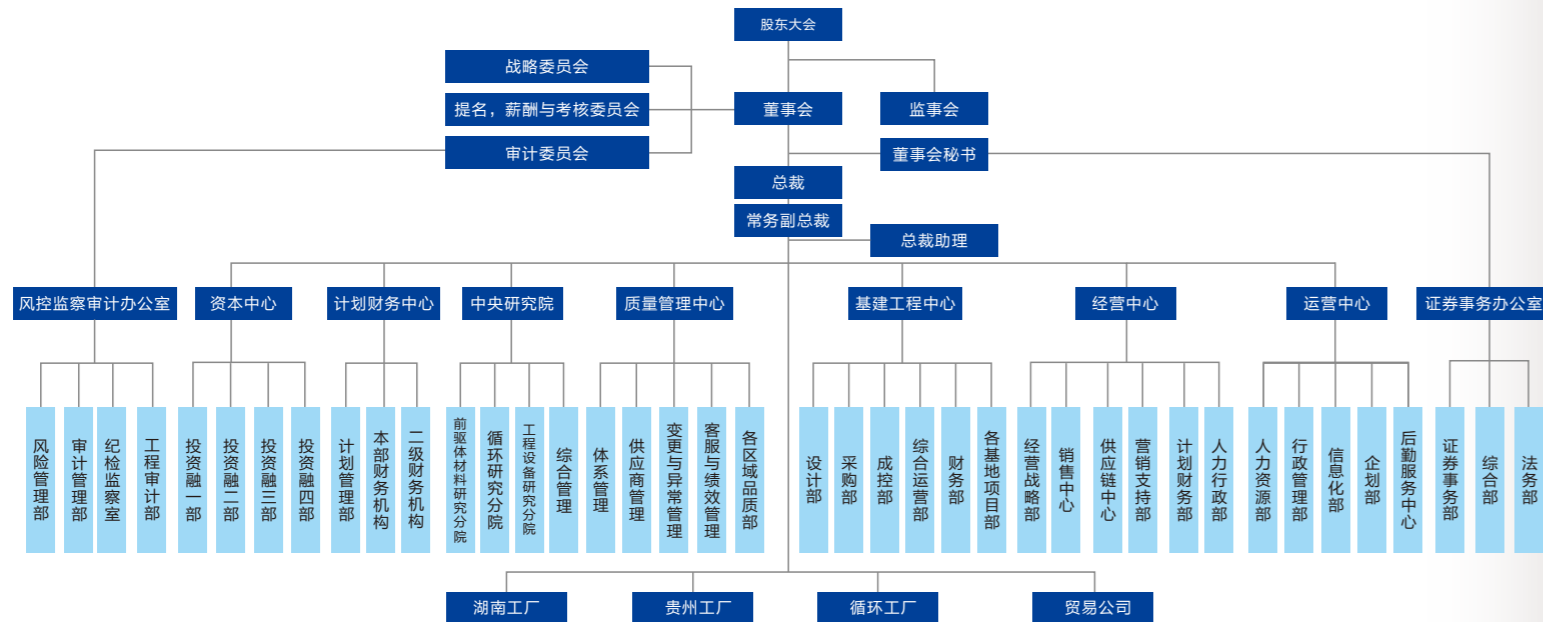 股东大会
战略委员会
提名，薪酬与考核委员会
董事会
监事会
审计委员会
董事会秘书
总裁
常务副总裁
总裁助理
风控监察审计办公室
资本中心
计划财务中心
中央研究院
质量管理中心
基建工程中心
经营中心
运营中心
证券事务办公室
风险管理部
审计管理部
纪检监察室
工程审计部
投资融一部
投资融二部
投资融三部
投资融四部
计划管理部
本部财务机构
二级财务机构
前驱体材料研究分院
循环研究分院
工程设备研究分院
综合管理
体系管理
供应商管理
变更与异常管理
客服与绩效管理
各区域品质部
设计部
采购部
成控部
综合运营部
财务部
各基地项目部
经营战略部
销售中心
供应链中心
营销支持部
计划财务部
人力行政部
人力资源部
行政管理部
信息化部
企划部
后勤服务中心
证券事务部
综合部
法务部
湖南工厂
贵州工厂
循环工厂
贸易公司